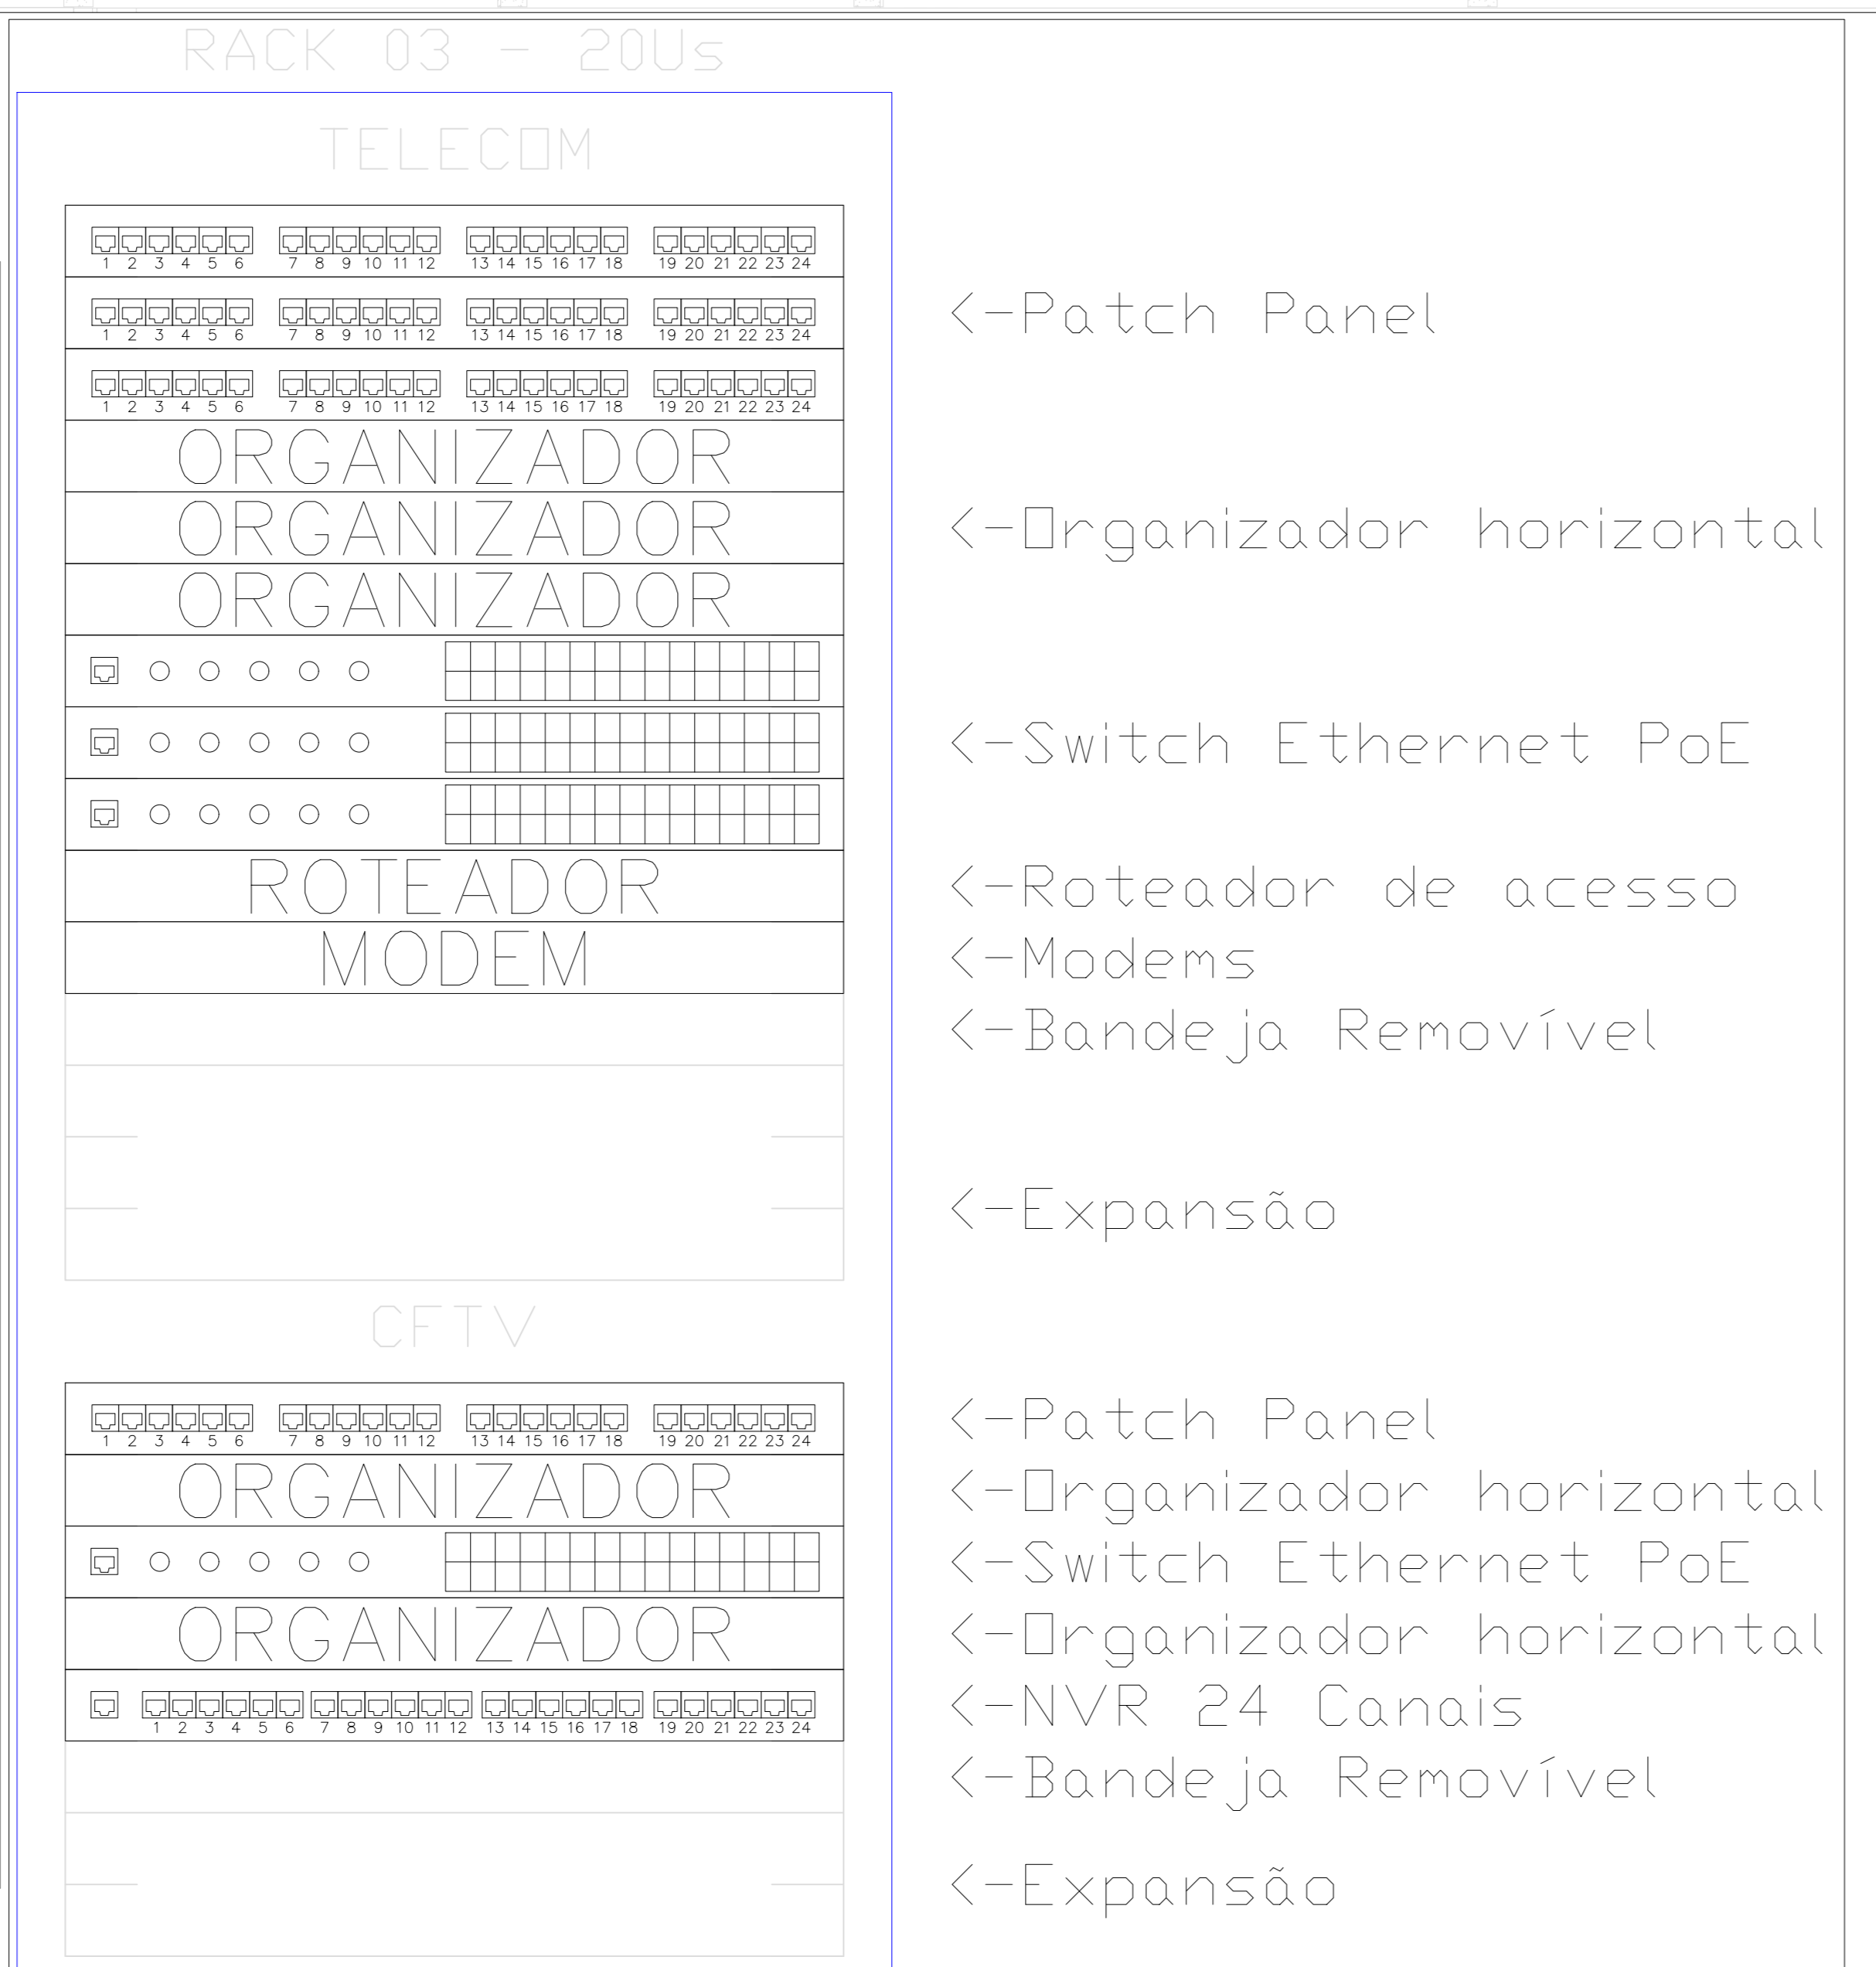 RACK 03 - 20Us
TELECOM
1 2 3 4 5 6 7 8 9 10 11 12 13 14 15 16 17 18 19 20 21 22 23 24
1 2 3 4 5 6 7 8 9 10 11 12 13 14 15 16 17 18 19 20 21 22 23 24
<-Patch Panel
1 2 3 4 5 6 7 8 9 10 11 12 13 14 15 16 17 18 19 20 21 22 23 24
ORGANIZADOR
ORGANIZADOR
<-Organizador horizontal
ORGANIZADOR
<-Switch Ethernet PoE
ROTEADOR
<-Roteador de acesso
MODEM
<-Modems
<-Bandeja Removível
<-Expansão
CFTV
1 2 3 4 5 6 7 8 9 10 11 12 13 14 15 16 17 18 19 20 21 22 23 24
<-Patch Panel
ORGANIZADOR
<-Organizador horizontal
<-Switch Ethernet PoE
ORGANIZADOR
<-Organizador horizontal
1 2 3 4 5 6 7 8 9 10 11 12 13 14 15 16 17 18 19 20 21 22 23 24
<-NVR 24 Canais
<-Bandeja Removível
<-Expansão